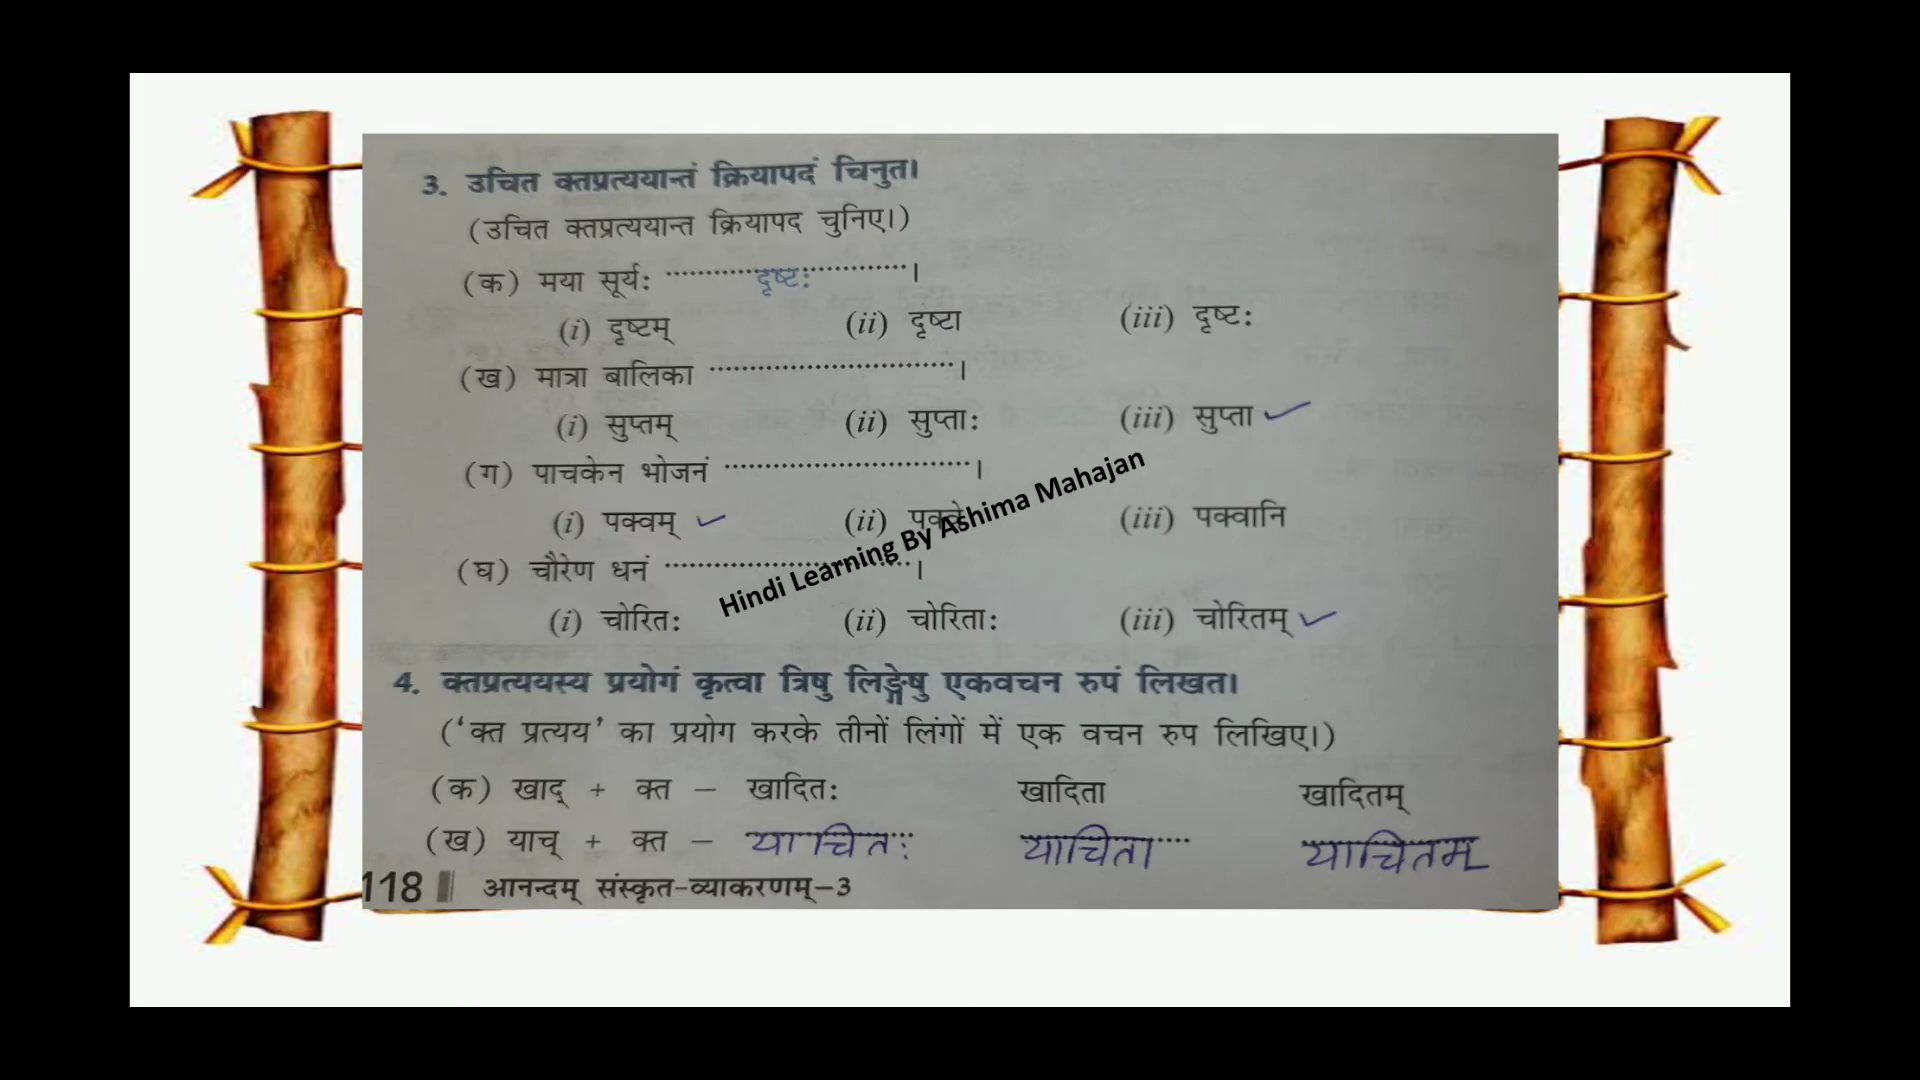 3. उचित क्तप्रत्ययान्तं क्रियापदं चिनुत।
(उचित क्तप्रत्ययान्त क्रियापद चुनिए।)
(क) मया सूर्य: ....दृष्ट:....।
(i) दृष्टम् (ii) दृष्टा (iii) दृष्ट:
(ख) मात्रा बालिका ........।
(i) सुप्तम् (ii) सुप्ता: (iii) सुप्ता ✓
(ग) पाचकेन भोजनं ........।
(i) पक्वम् ✓ (ii) पक्वे (iii) पक्वानि
(घ) चौरेण धनं ........।
(i) चोरित: (ii) चोरिता: (iii) चोरितम् ✓
Hindi Learning By Ashima Mahajan
4. क्तप्रत्ययस्य प्रयोगं कृत्वा त्रिषु लिङ्गेषु एकवचन रुपं लिखत।
('क्त प्रत्यय' का प्रयोग करके तीनों लिंगों में एक वचन रुप लिखिए।)
(क) खाद् + क्त – खादित: खादिता खादितम्
(ख) याच् + क्त – याचित: याचिता याचितम्
118 आनन्दम् संस्कृत-व्याकरणम्-3